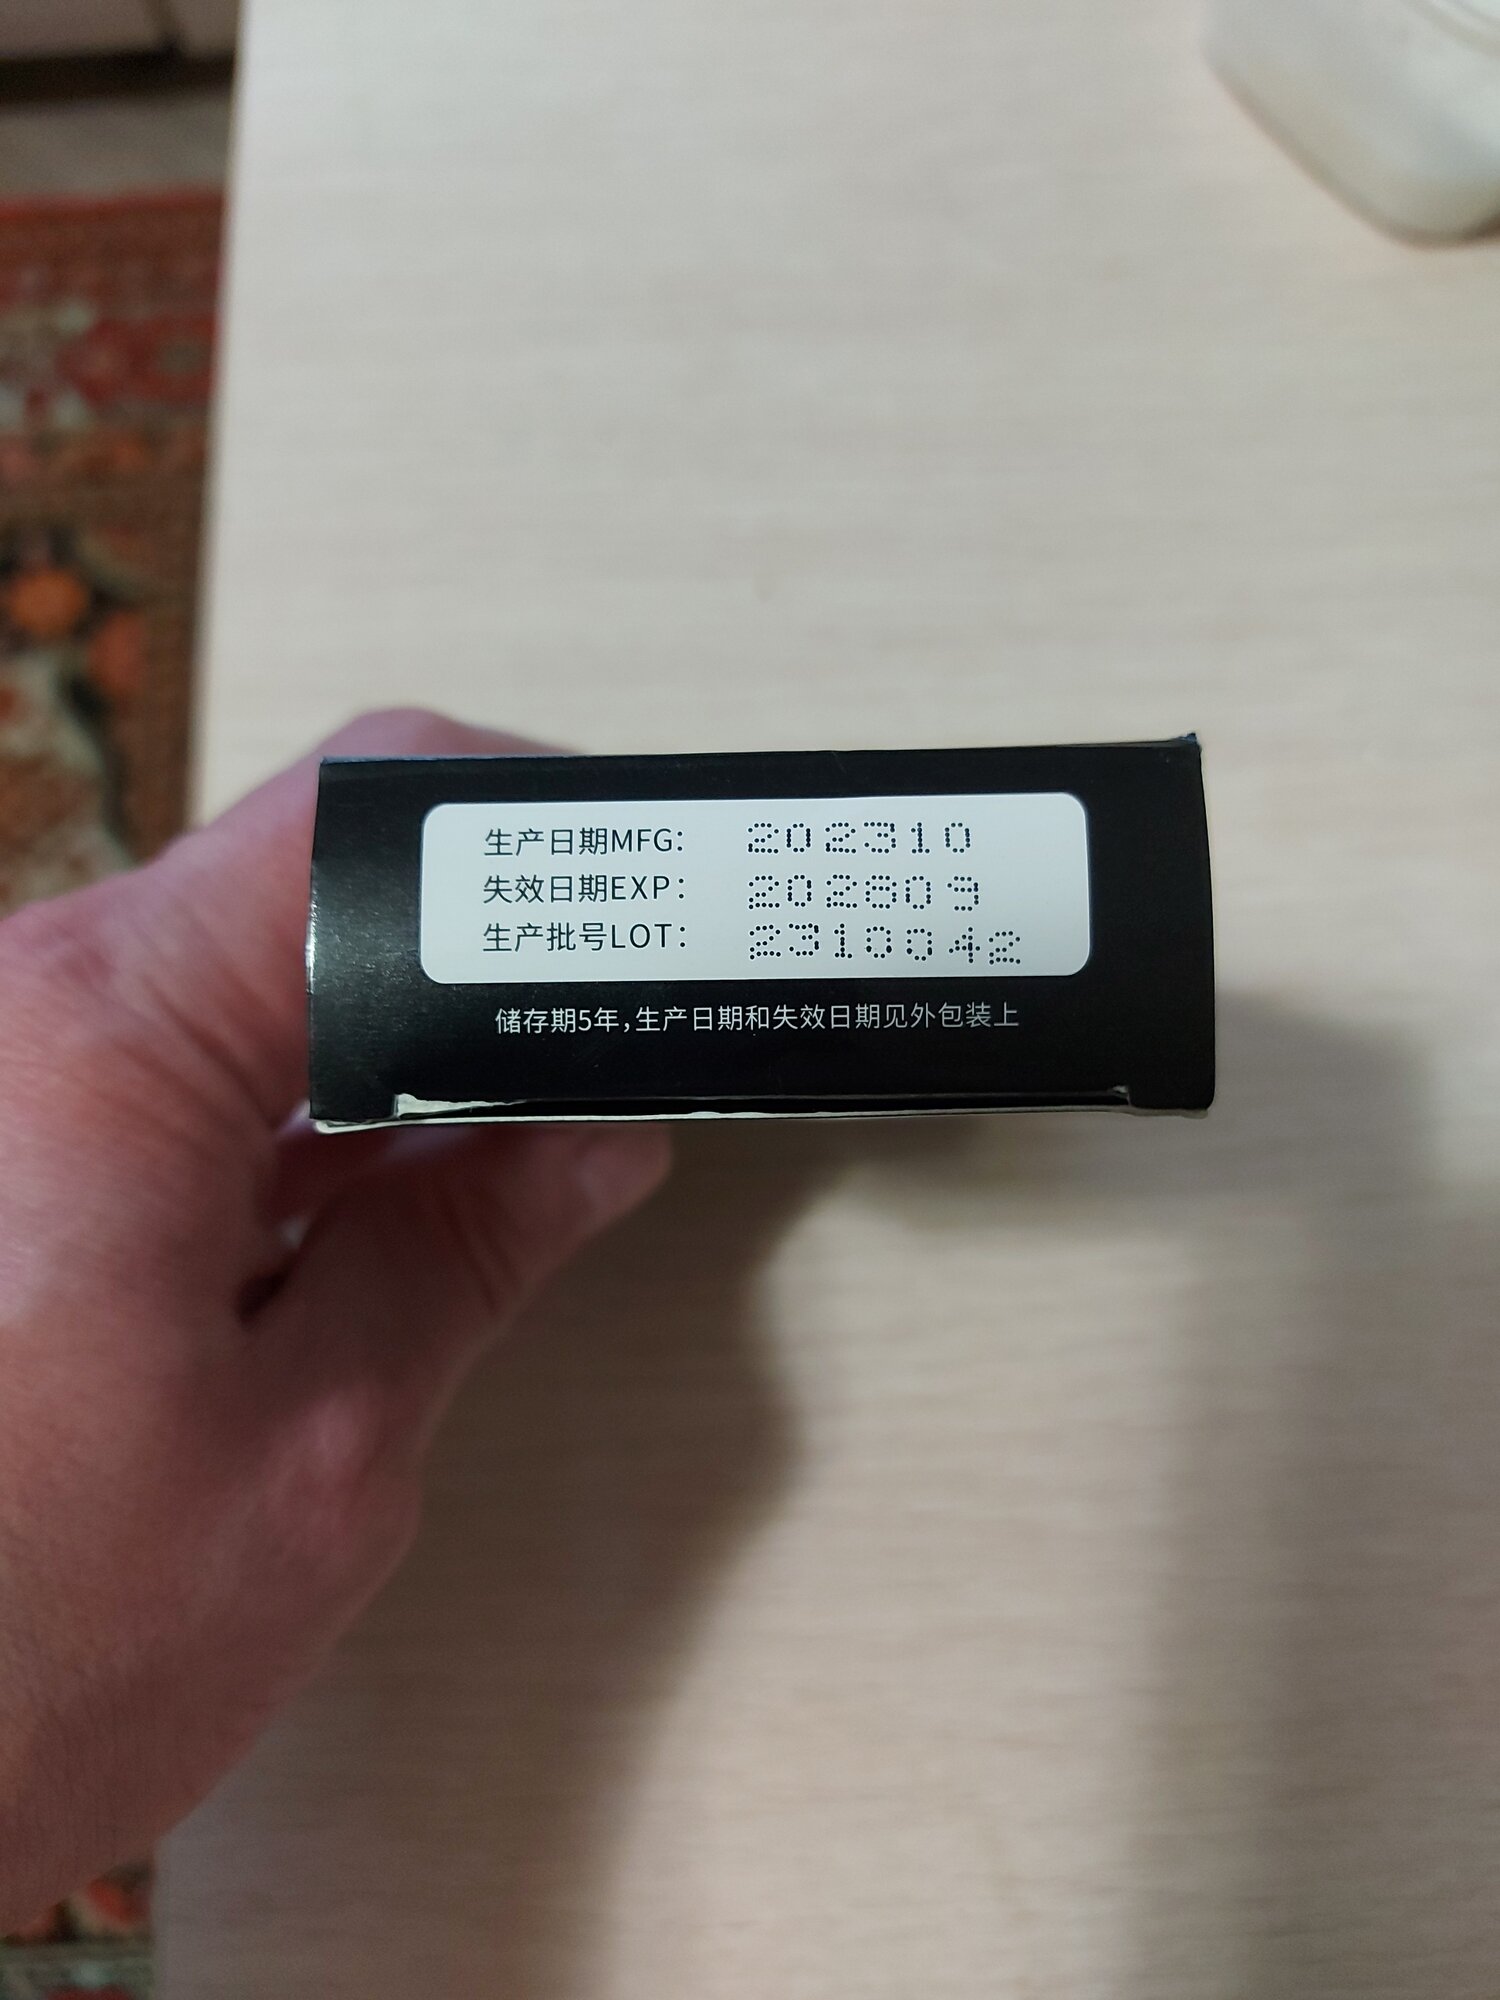 生产日期MFG: 202310
失效日期EXP: 202809
生产批号LOT: 2310042
储存期5年,生产日期和失效日期见外包装上